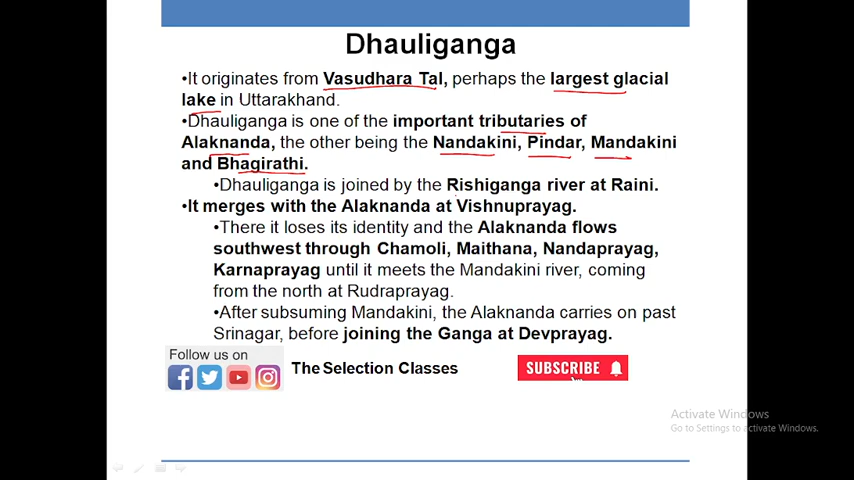 Dhauliganga
•It originates from Vasudhara Tal, perhaps the largest glacial
lake in Uttarakhand.
•Dhauliganga is one of the important tributaries of
Alaknanda, the other being the Nandakini, Pindar, Mandakini
and Bhagirathi.
•Dhauliganga is joined by the Rishiganga river at Raini.
•It merges with the Alaknanda at Vishnuprayag.
•There it loses its identity and the Alaknanda flows
southwest through Chamoli, Maithana, Nandaprayag,
Karnaprayag until it meets the Mandakini river, coming
from the north at Rudraprayag.
•After subsuming Mandakini, the Alaknanda carries on past
Srinagar, before joining the Ganga at Devprayag.
Follow us on
The Selection Classes
SUBSCRIBE
Activate Windows
Go to Settings to activate Windows.